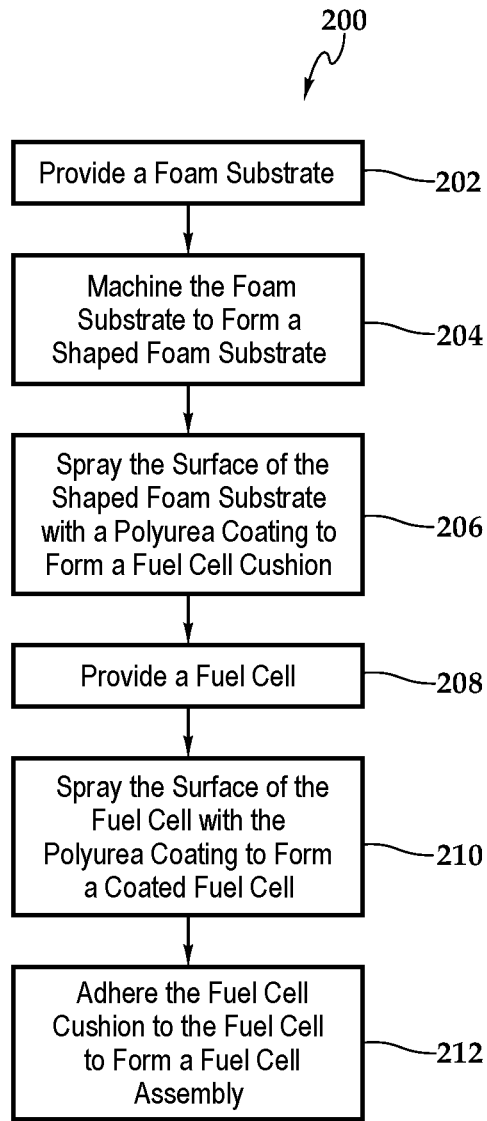 200
Provide a Foam Substrate
202
Machine the Foam
Substrate to Form a
Shaped Foam Substrate
204
Spray the Surface of the
Shaped Foam Substrate
with a Polyurea Coating to
Form a Fuel Cell Cushion
206
Provide a Fuel Cell
208
Spray the Surface of the
Fuel Cell with the
Polyurea Coating to Form
a Coated Fuel Cell
210
Adhere the Fuel Cell
Cushion to the Fuel Cell
to Form a Fuel Cell
Assembly
212